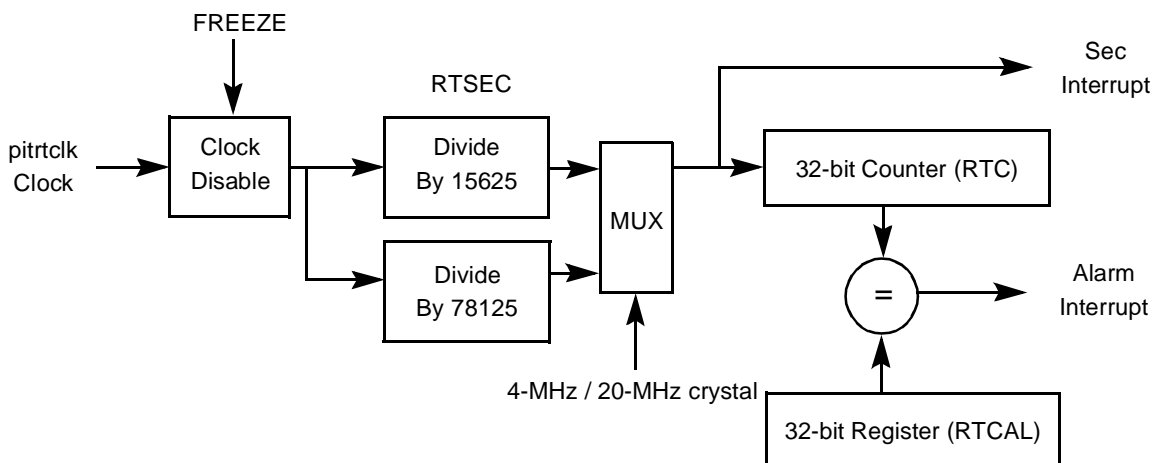 FREEZE
RTSEC
Sec
Interrupt
pitrtclk
Clock
Clock
Disable
Divide
By 15625
MUX
32-bit Counter (RTC)
Divide
By 78125
=
Alarm
Interrupt
4-MHz / 20-MHz crystal
32-bit Register (RTCAL)